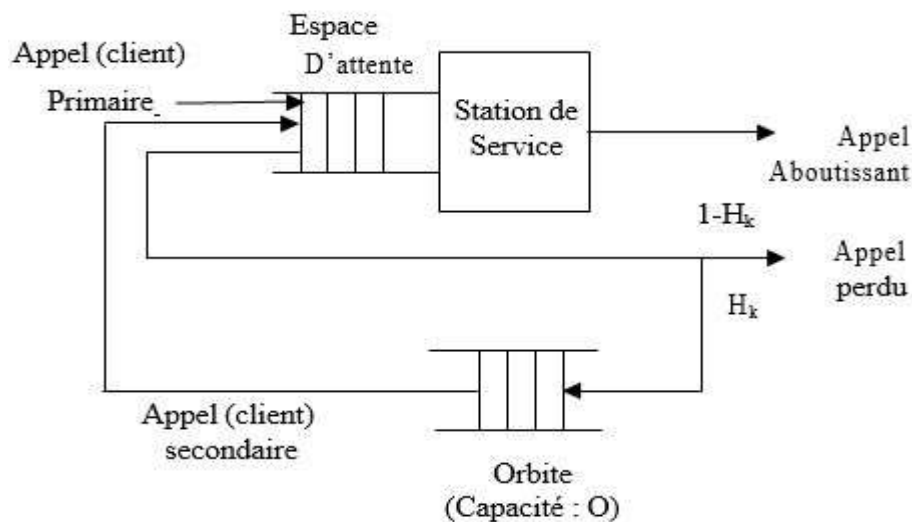 Espace
D'attente
Appel (client)
Primaire
Station de
Service
Appel
Aboutissant
1-Hk
Appel
perdu
Hk
Appel (client)
secondaire
Orbite
(Capacité : O)